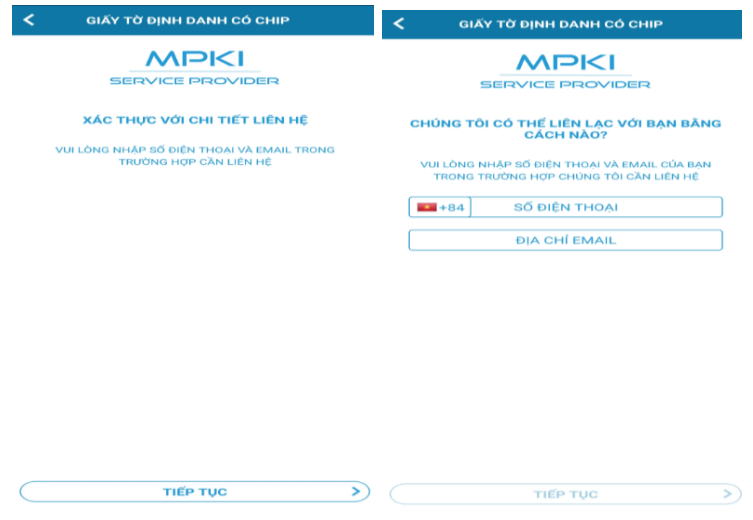 GIẤY TỜ ĐỊNH DANH CÓ CHIP
MPKI
SERVICE PROVIDER
XÁC THỰC VỚI CHI TIẾT LIÊN HỆ
VUI LÒNG NHẬP SỐ ĐIỆN THOẠI VÀ EMAIL TRONG
TRƯỜNG HỢP CẦN LIÊN HỆ
TIẾP TỤC
GIẤY TỜ ĐỊNH DANH CÓ CHIP
MPKI
SERVICE PROVIDER
CHÚNG TÔI CÓ THỂ LIÊN LẠC VỚI BẠN BẰNG
CÁCH NÀO?
VUI LÒNG NHẬP SỐ ĐIỆN THOẠI VÀ EMAIL CỦA BẠN
TRONG TRƯỜNG HỢP CHÚNG TÔI CẦN LIÊN HỆ
+84 SỐ ĐIỆN THOẠI
ĐỊA CHỈ EMAIL
TIẾP TỤC